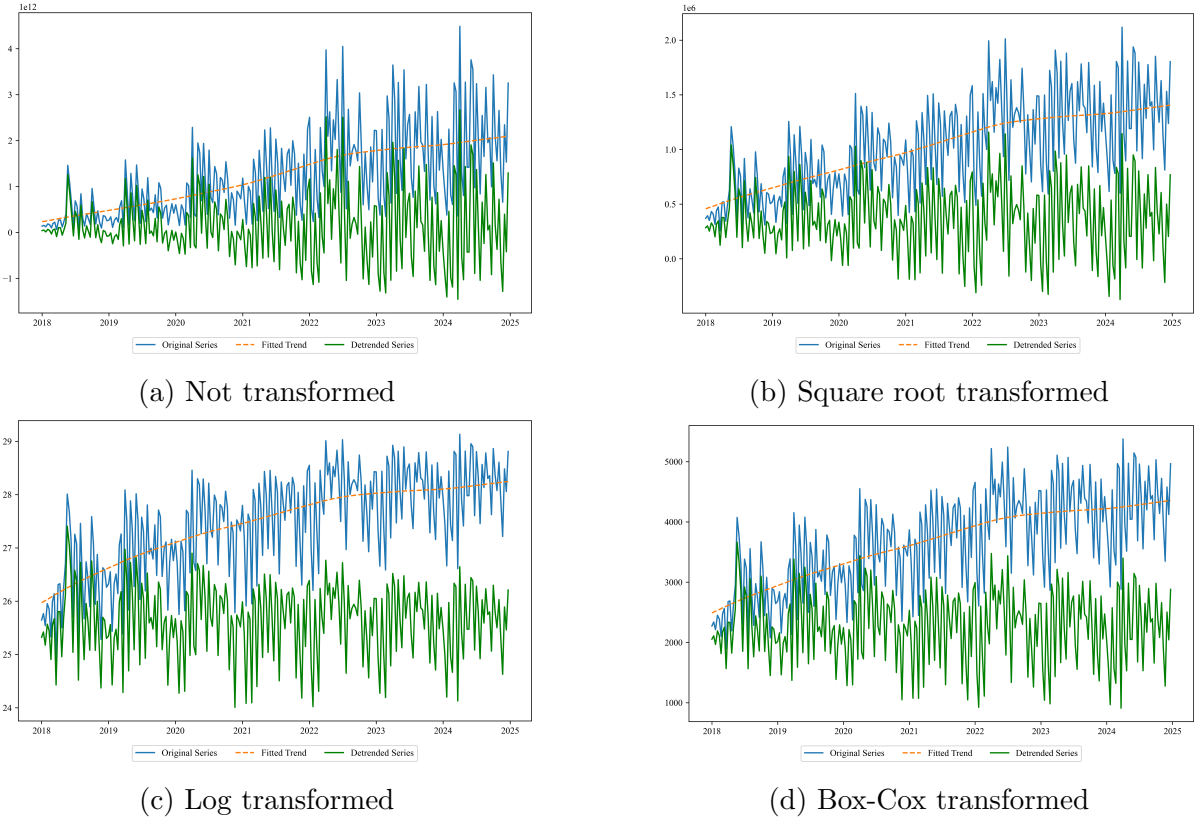 1e12
4
3
2
1
0
−1
2018 2019 2020 2021 2022 2023 2024 2025
Original Series Fitted Trend Detrended Series
(a) Not transformed
1e6
2.0
1.5
1.0
0.5
0.0
2018 2019 2020 2021 2022 2023 2024 2025
Original Series Fitted Trend Detrended Series
(b) Square root transformed
29
28
27
26
25
24
2018 2019 2020 2021 2022 2023 2024 2025
Original Series Fitted Trend Detrended Series
(c) Log transformed
5000
4000
3000
2000
1000
2018 2019 2020 2021 2022 2023 2024 2025
Original Series Fitted Trend Detrended Series
(d) Box-Cox transformed